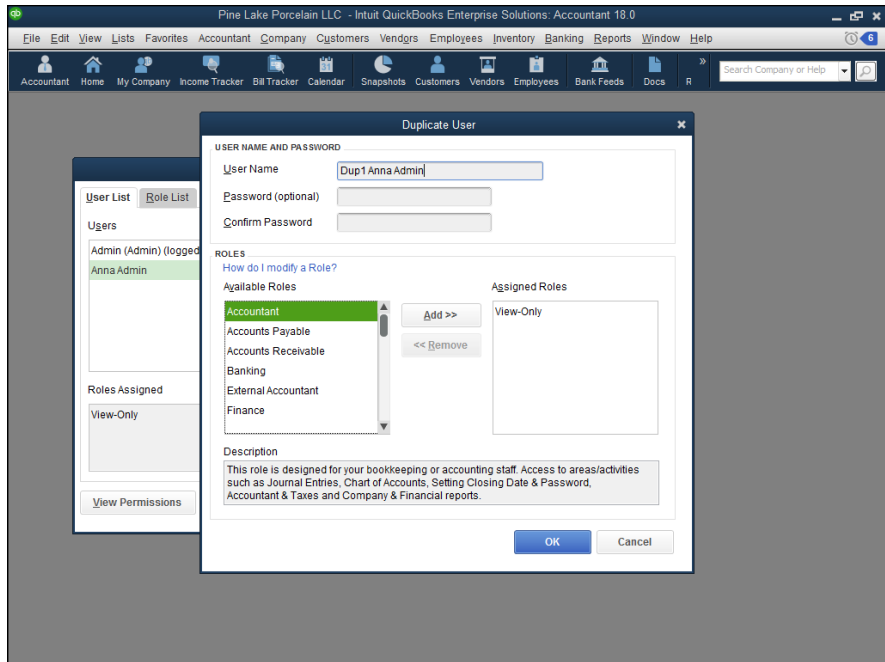 qb
Pine Lake Porcelain LLC - Intuit QuickBooks Enterprise Solutions: Accountant 18.0
File Edit View Lists Favorites Accountant Company Customers Vendors Employees Inventory Banking Reports Window Help 6
31
Accountant Home My Company Income Tracker Bill Tracker Calendar Snapshots Customers Vendors Employees Bank Feeds Docs R » Search Company or Help
Duplicate User
USER NAME AND PASSWORD
User Name Dup1 Anna Admin
Password (optional)
Confirm Password
User List Role List
Users
Admin (Admin) (logged
Anna Admin
Roles Assigned
View-Only
View Permissions
ROLES
How do I modify a Role?
Available Roles Assigned Roles
Accountant
Accounts Payable
Accounts Receivable
Banking
External Accountant
Finance
Add >>
<< Remove
View-Only
Description
This role is designed for your bookkeeping or accounting staff. Access to areas/activities
such as Journal Entries, Chart of Accounts, Setting Closing Date & Password,
Accountant & Taxes and Company & Financial reports.
OK Cancel